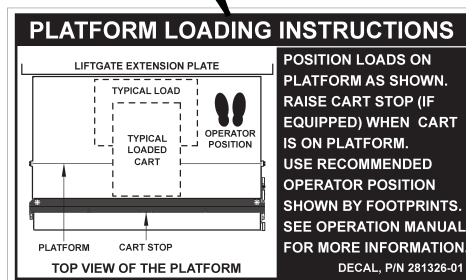 PLATFORM LOADING INSTRUCTIONS
LIFTGATE EXTENSION PLATE
TYPICAL LOAD
OPERATOR
POSITION
TYPICAL
LOADED
CART
PLATFORM
CART STOP
TOP VIEW OF THE PLATFORM
POSITION LOADS ON
PLATFORM AS SHOWN.
RAISE CART STOP (IF
EQUIPPED) WHEN CART
IS ON PLATFORM.
USE RECOMMENDED
OPERATOR POSITION
SHOWN BY FOOTPRINTS.
SEE OPERATION MANUAL
FOR MORE INFORMATION.
DECAL, P/N 281326-01